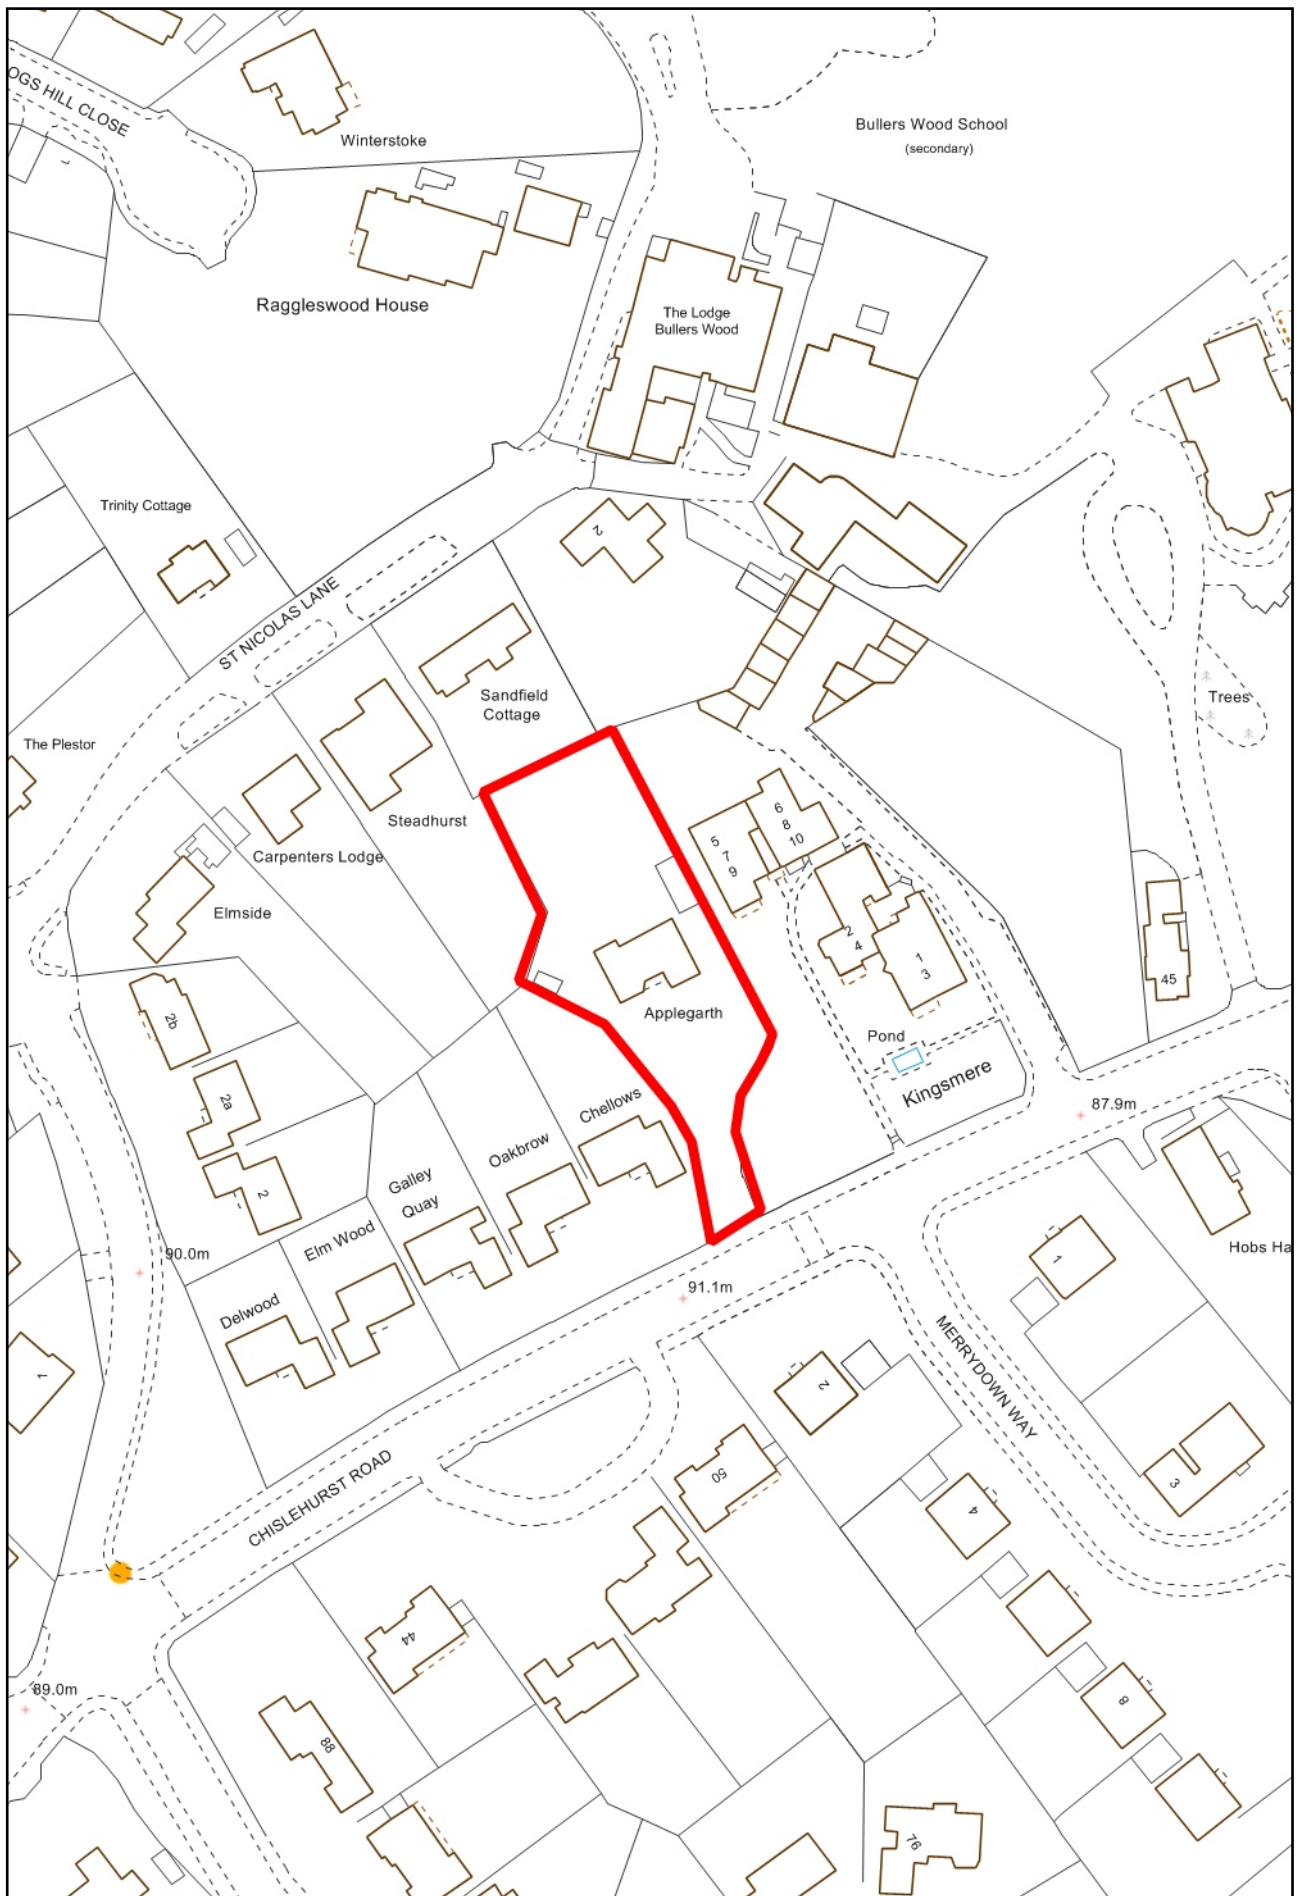 OGS HILL CLOSE
Winterstoke
Bullers Wood School
(secondary)
Raggleswood House
The Lodge
Bullers Wood
Trinity Cottage
2
ST NICOLAS LANE
Sandfield
Cottage
Trees
The Plestor
Steadhurst
Carpenters Lodge
Elmside
6
8
10
5
7
9
2
4
1
3
45
Applegarth
Pond
Kingsmere
2b
2a
2
Chellows
Oakbrow
Galley
Quay
Elm Wood
Delwood
87.9m
90.0m
91.1m
Hobs Ha
1
1
2
MERRYDOWN WAY
3
4
50
CHISLEHURST ROAD
44
88
89.0m
8
76